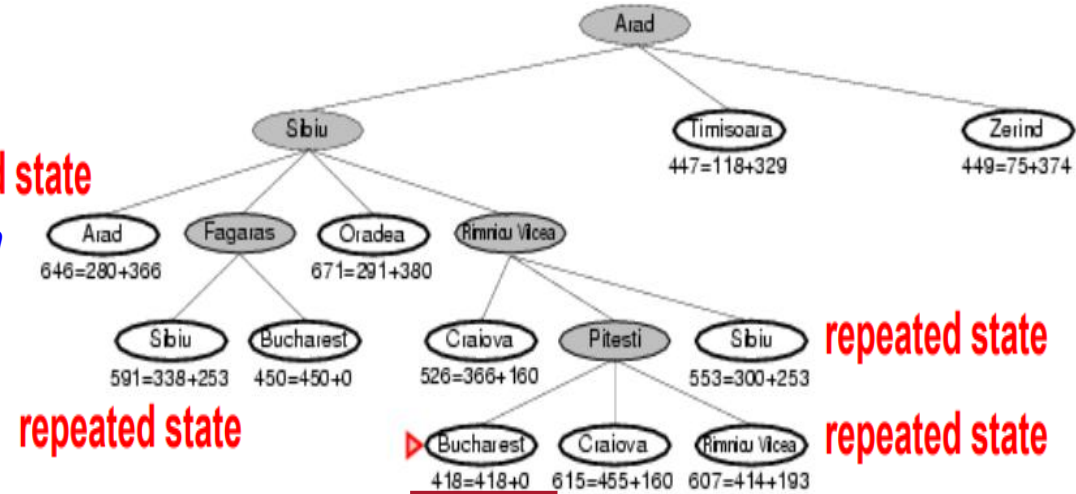 Arad
Sibiu
Timisoara
Zerind
447=118+329
449=75+374
d state
Arad
Fagaras
Oradea
Rimnicu Vilcea
646=280+366
671=291+380
Sibiu
Bucharest
Craiova
Pitesti
Sibiu
repeated state
591=338+253
450=450+0
526=366+160
553=300+253
repeated state
Bucharest
Craiova
Rimnicu Vilcea
repeated state
418=418+0
615=455+160
607=414+193